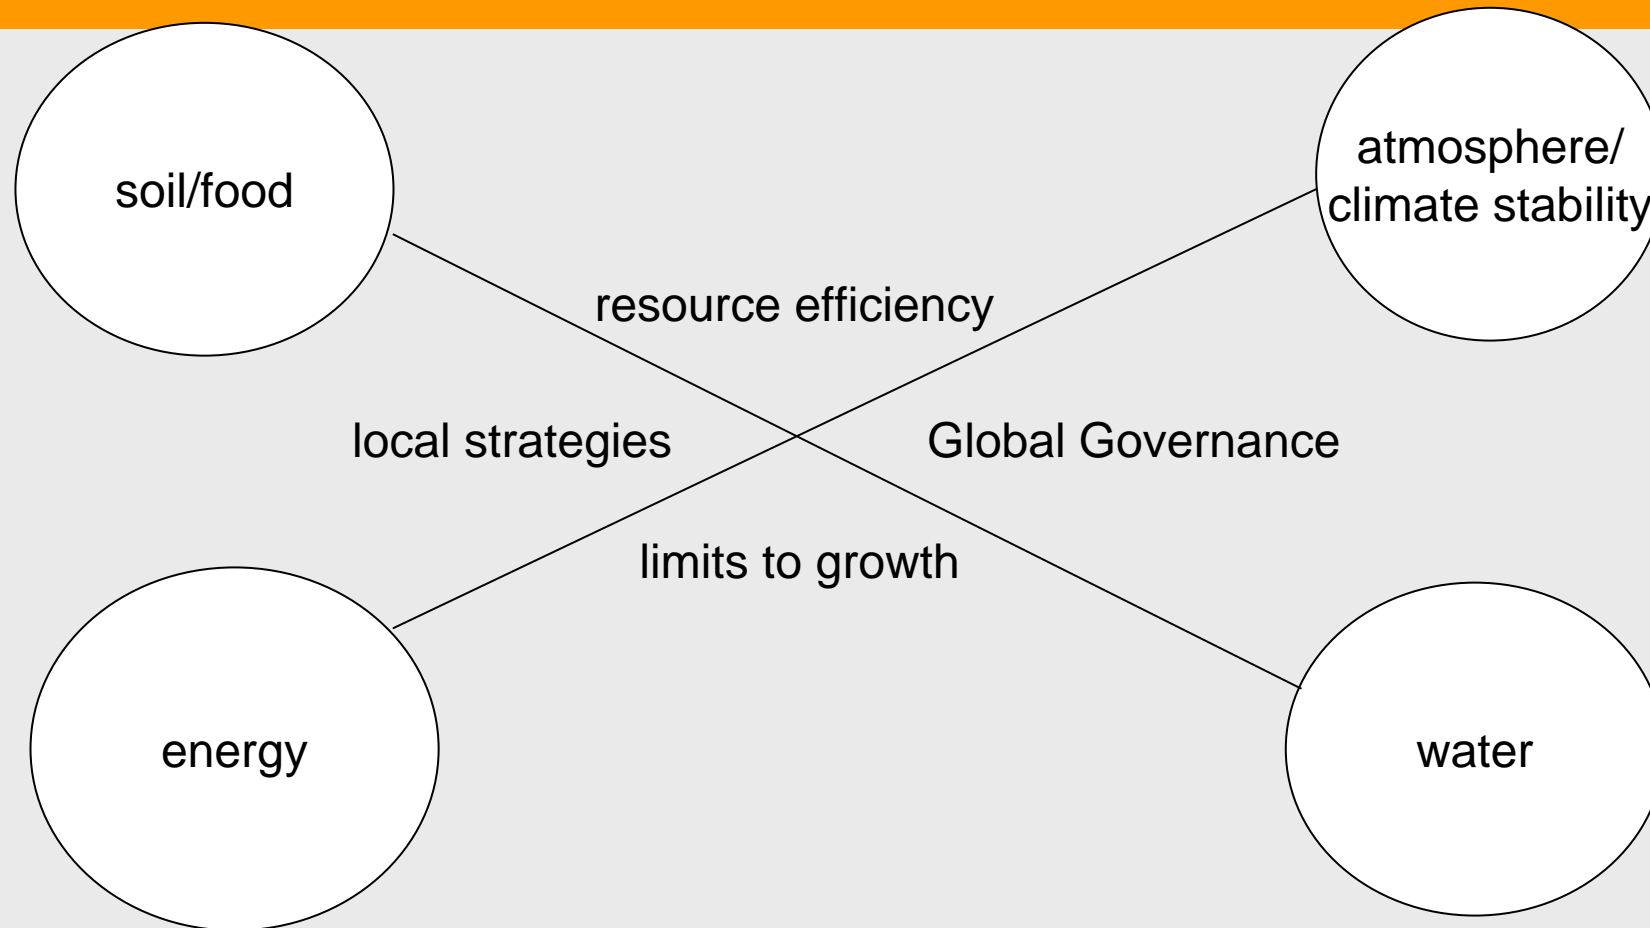 soil/food
atmosphere/
climate stability
resource efficiency
local strategies
Global Governance
limits to growth
energy
water